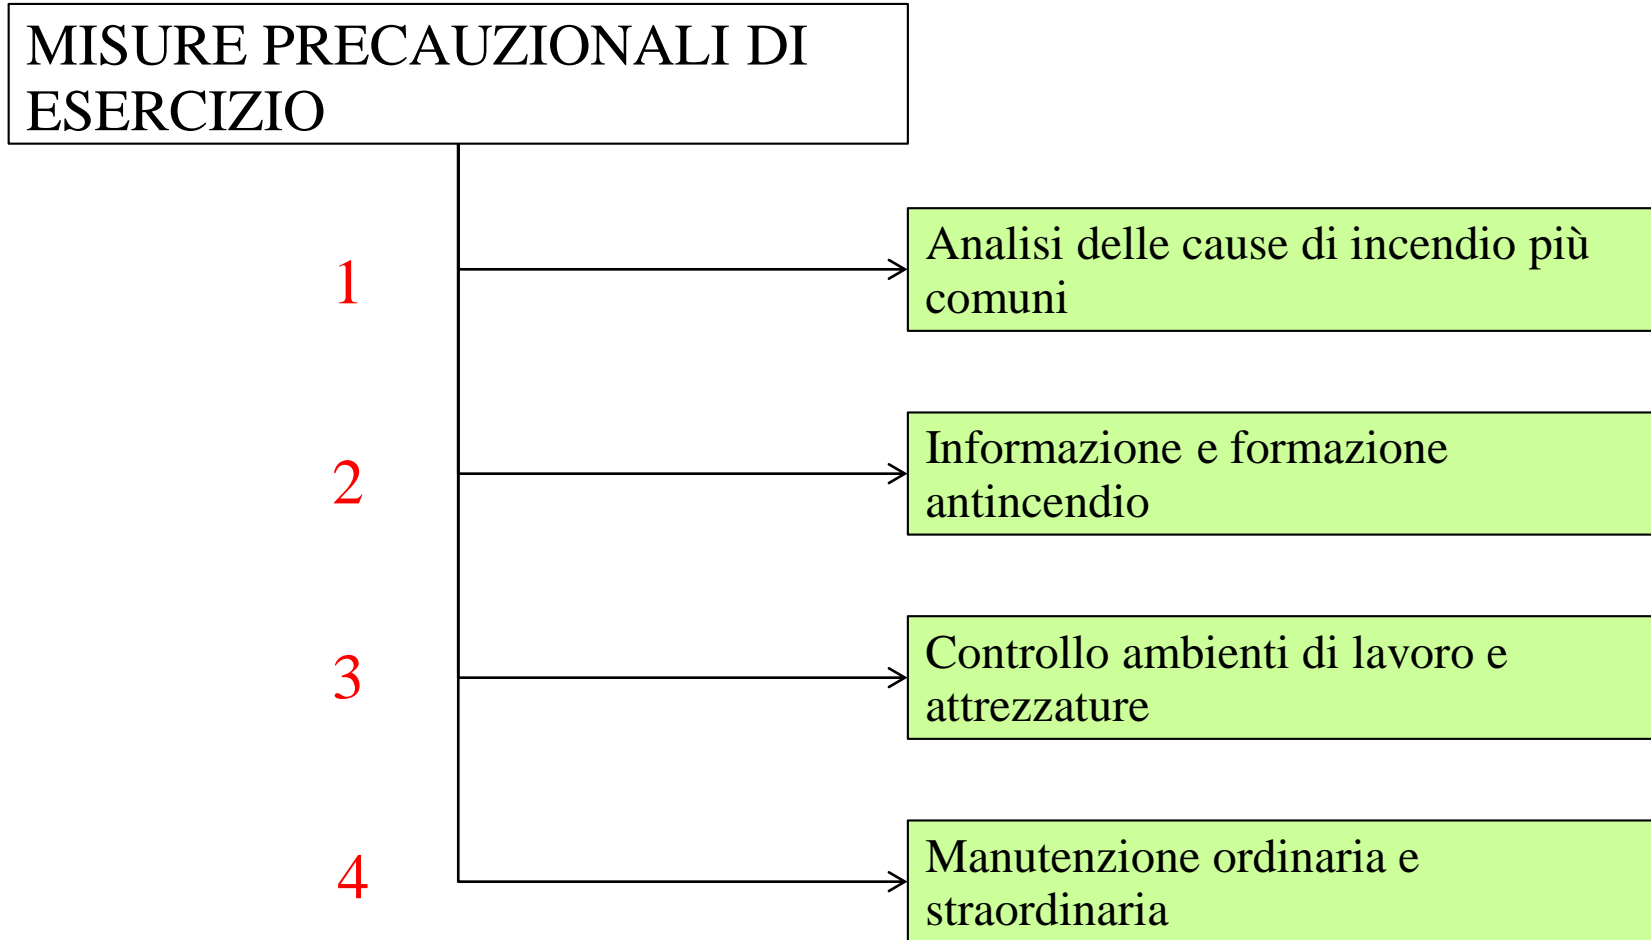 MISURE PRECAUZIONALI DI
ESERCIZIO
1
Analisi delle cause di incendio più
comuni
2
Informazione e formazione
antincendio
3
Controllo ambienti di lavoro e
attrezzature
4
Manutenzione ordinaria e
straordinaria